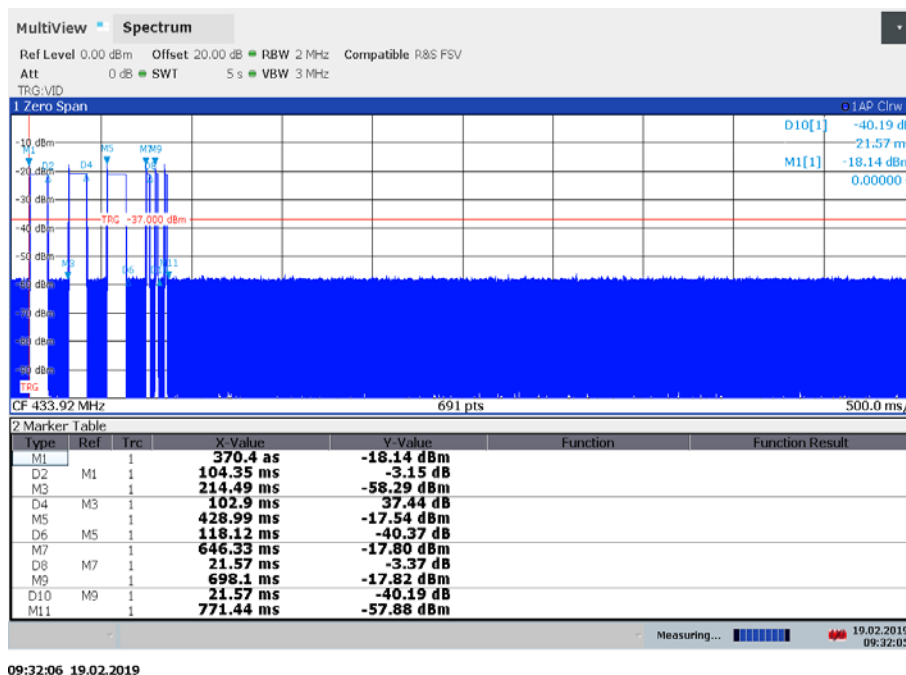 MultiView Spectrum
Ref Level 0.00 dBm Offset 20.00 dB RBW 2 MHz Compatible R&S FSV
Att 0 dB SWT 5 s VBW 3 MHz
TRG:VID
1 Zero Span 1AP Clrw
D10[1] -40.19 dB
21.57 m
M1[1] -18.14 dBm
0.00000
-10 dBm
M1 M5 M7 M9
D2 D4 D8
-20 dBm
-30 dBm
TRG -37.000 dBm
-40 dBm
-50 dBm
M3 D6 M11
-60 dBm
-70 dBm
-80 dBm
-90 dBm
TRG
CF 433.92 MHz 691 pts 500.0 ms/
2 Marker Table
Type Ref Trc X-Value Y-Value Function Function Result
M1 1 370.4 as -18.14 dBm
D2 M1 1 104.35 ms -3.15 dB
M3 1 214.49 ms -58.29 dBm
D4 M3 1 102.9 ms 37.44 dB
M5 1 428.99 ms -17.54 dBm
D6 M5 1 118.12 ms -40.37 dB
M7 1 646.33 ms -17.80 dBm
D8 M7 1 21.57 ms -3.37 dB
M9 1 698.1 ms -17.82 dBm
D10 M9 1 21.57 ms -40.19 dB
M11 1 771.44 ms -57.88 dBm
Measuring... 19.02.2019
09:32:05
09:32:06 19.02.2019